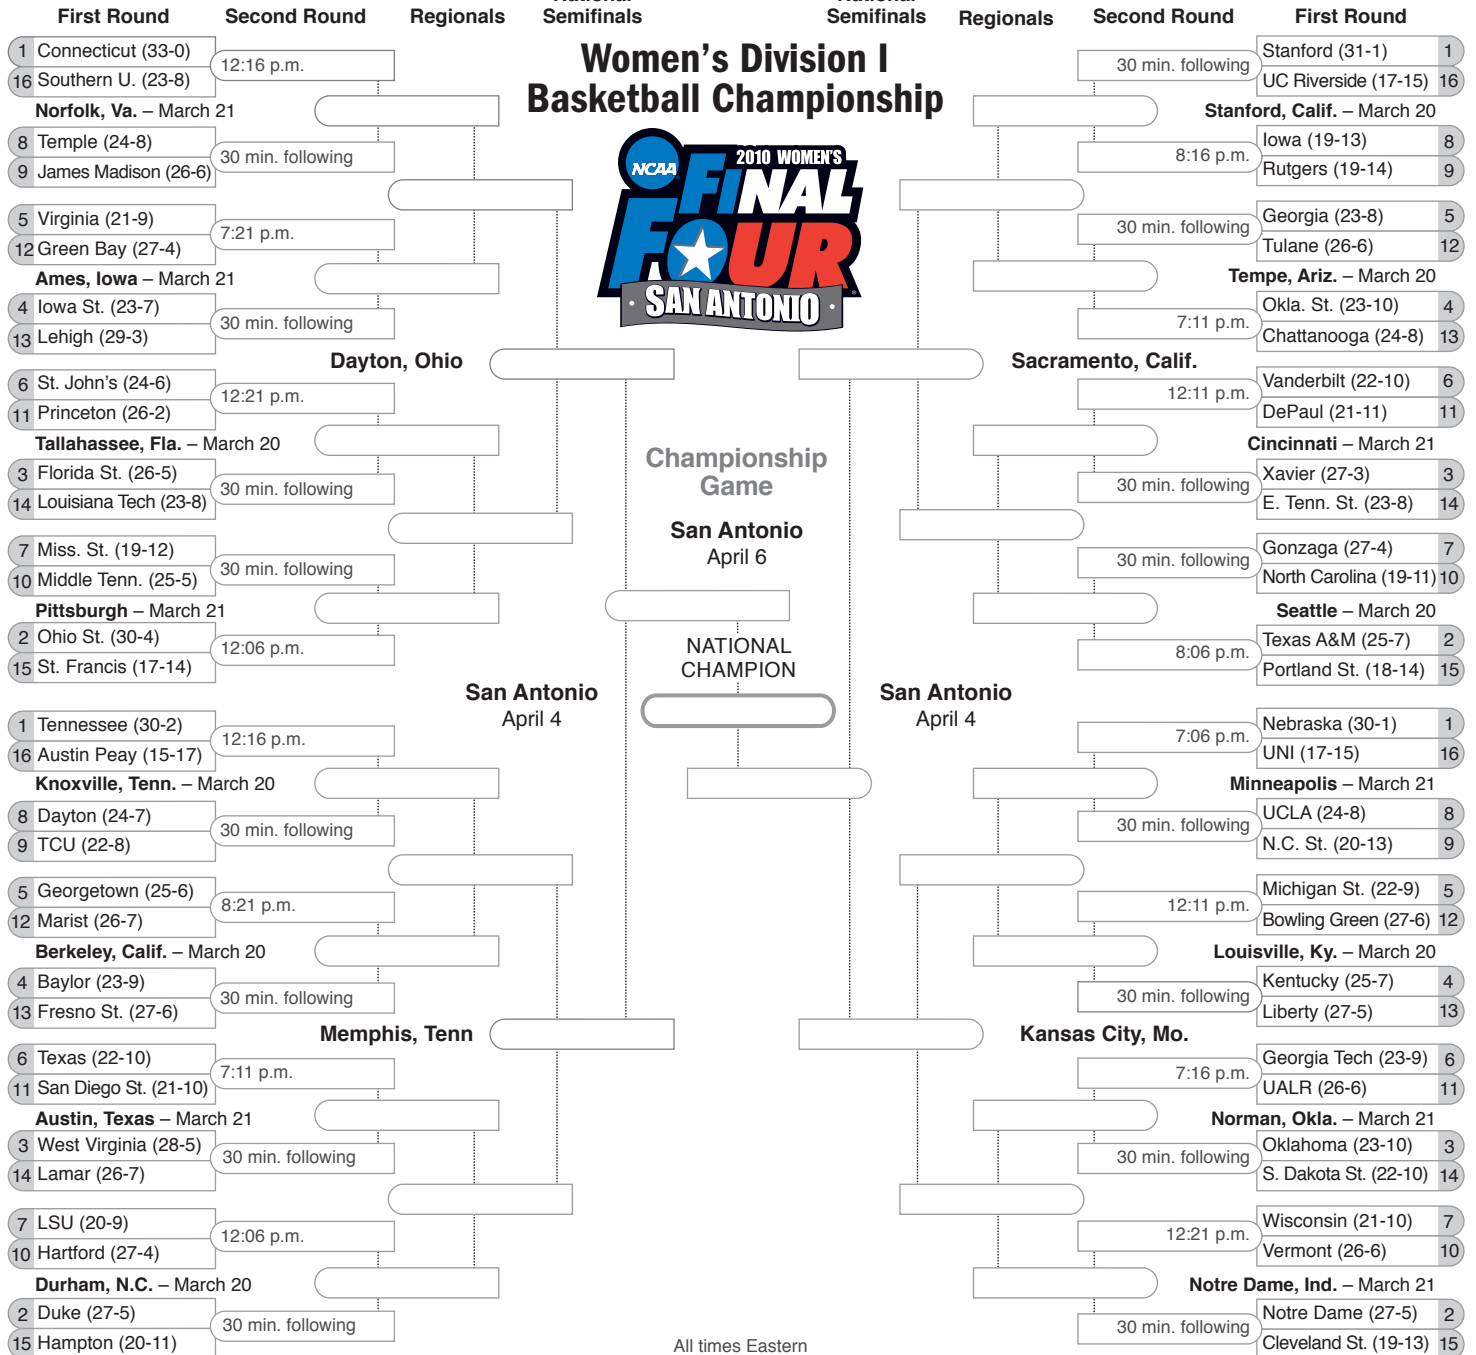 First Round
Second Round
Regionals
National
Semifinals
National
Semifinals
Regionals
Second Round
First Round
Women's Division I
Basketball Championship
NCAA
2010 WOMEN'S
FINAL
FOUR
SAN ANTONIO
1 Connecticut (33-0)
12:16 p.m.
16 Southern U. (23-8)
Norfolk, Va. – March 21
8 Temple (24-8)
30 min. following
9 James Madison (26-6)
5 Virginia (21-9)
7:21 p.m.
12 Green Bay (27-4)
Ames, Iowa – March 21
4 Iowa St. (23-7)
30 min. following
13 Lehigh (29-3)
Dayton, Ohio
6 St. John's (24-6)
12:21 p.m.
11 Princeton (26-2)
Tallahassee, Fla. – March 20
3 Florida St. (26-5)
30 min. following
14 Louisiana Tech (23-8)
7 Miss. St. (19-12)
30 min. following
10 Middle Tenn. (25-5)
Pittsburgh – March 21
2 Ohio St. (30-4)
12:06 p.m.
15 St. Francis (17-14)
San Antonio
April 4
1 Tennessee (30-2)
12:16 p.m.
16 Austin Peay (15-17)
Knoxville, Tenn. – March 20
8 Dayton (24-7)
30 min. following
9 TCU (22-8)
5 Georgetown (25-6)
8:21 p.m.
12 Marist (26-7)
Berkeley, Calif. – March 20
4 Baylor (23-9)
30 min. following
13 Fresno St. (27-6)
Memphis, Tenn
6 Texas (22-10)
7:11 p.m.
11 San Diego St. (21-10)
Austin, Texas – March 21
3 West Virginia (28-5)
30 min. following
14 Lamar (26-7)
7 LSU (20-9)
12:06 p.m.
10 Hartford (27-4)
Durham, N.C. – March 20
2 Duke (27-5)
30 min. following
15 Hampton (20-11)
Championship
Game
San Antonio
April 6
NATIONAL
CHAMPION
All times Eastern
Stanford (31-1) 1
30 min. following
UC Riverside (17-15) 16
Stanford, Calif. – March 20
Iowa (19-13) 8
8:16 p.m.
Rutgers (19-14) 9
Georgia (23-8) 5
30 min. following
Tulane (26-6) 12
Tempe, Ariz. – March 20
Okla. St. (23-10) 4
7:11 p.m.
Chattanooga (24-8) 13
Sacramento, Calif.
Vanderbilt (22-10) 6
12:11 p.m.
DePaul (21-11) 11
Cincinnati – March 21
Xavier (27-3) 3
30 min. following
E. Tenn. St. (23-8) 14
Gonzaga (27-4) 7
30 min. following
North Carolina (19-11) 10
Seattle – March 20
Texas A&M (25-7) 2
8:06 p.m.
Portland St. (18-14) 15
San Antonio
April 4
Nebraska (30-1) 1
7:06 p.m.
UNI (17-15) 16
Minneapolis – March 21
UCLA (24-8) 8
30 min. following
N.C. St. (20-13) 9
Michigan St. (22-9) 5
12:11 p.m.
Bowling Green (27-6) 12
Louisville, Ky. – March 20
Kentucky (25-7) 4
30 min. following
Liberty (27-5) 13
Kansas City, Mo.
Georgia Tech (23-9) 6
7:16 p.m.
UALR (26-6) 11
Norman, Okla. – March 21
Oklahoma (23-10) 3
30 min. following
S. Dakota St. (22-10) 14
Wisconsin (21-10) 7
12:21 p.m.
Vermont (26-6) 10
Notre Dame, Ind. – March 21
Notre Dame (27-5) 2
30 min. following
Cleveland St. (19-13) 15